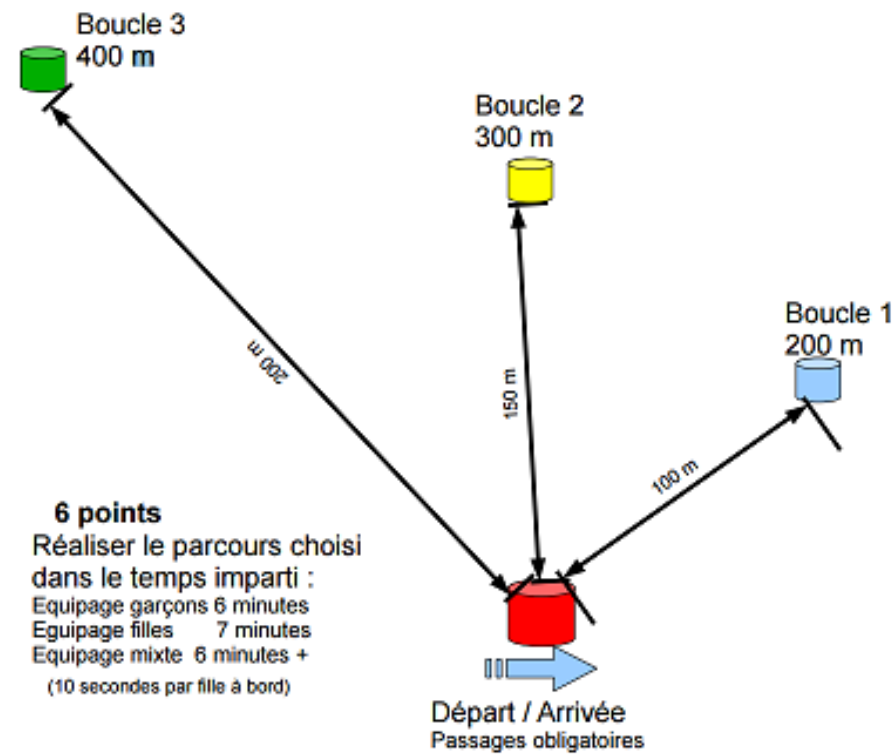 Boucle 3
400 m
Boucle 2
300 m
Boucle 1
200 m
200 m
150 m
100 m
6 points
Réaliser le parcours choisi
dans le temps imparti :
Equipage garçons 6 minutes
Eguipage filles 7 minutes
Equipage mixte 6 minutes +
(10 secondes par fille à bord)
Départ / Arrivée
Passages obligatoires